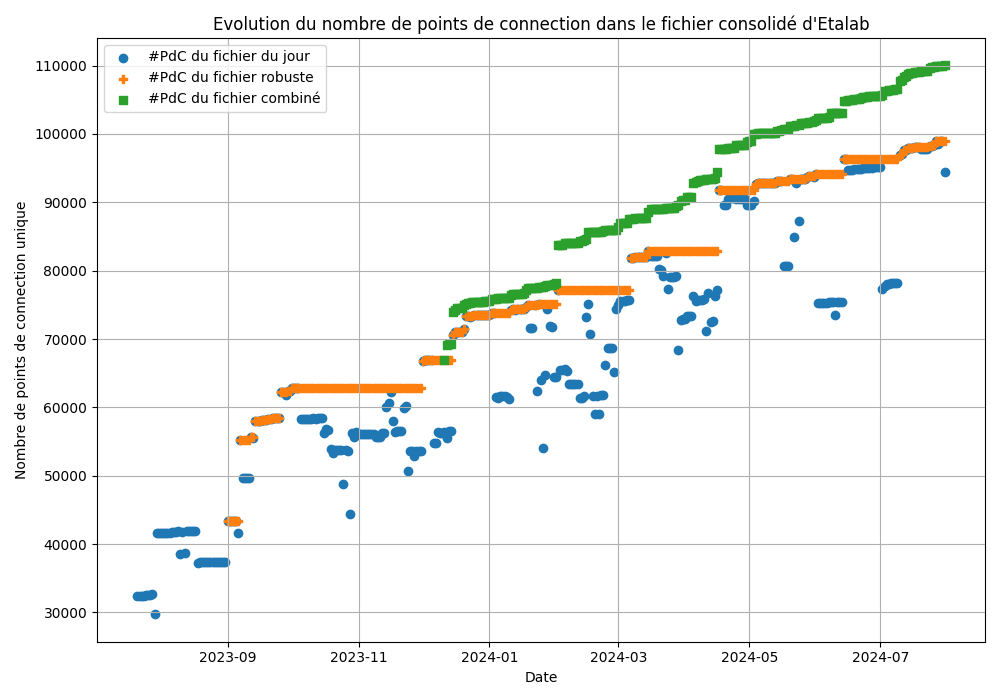 Evolution du nombre de points de connection dans le fichier consolidé d'Etalab
#PdC du fichier du jour
#PdC du fichier robuste
#PdC du fichier combiné
Nombre de points de connection unique
110000
100000
90000
80000
70000
60000
50000
40000
30000
2023-09 2023-11 2024-01 2024-03 2024-05 2024-07
Date